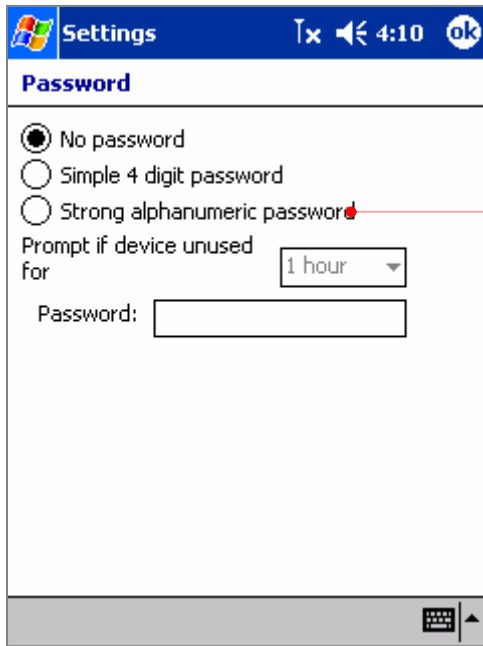 Settings 4:10 ok
Password
No password
Simple 4 digit password
Strong alphanumeric password
Prompt if device unused
for 1 hour
Password: